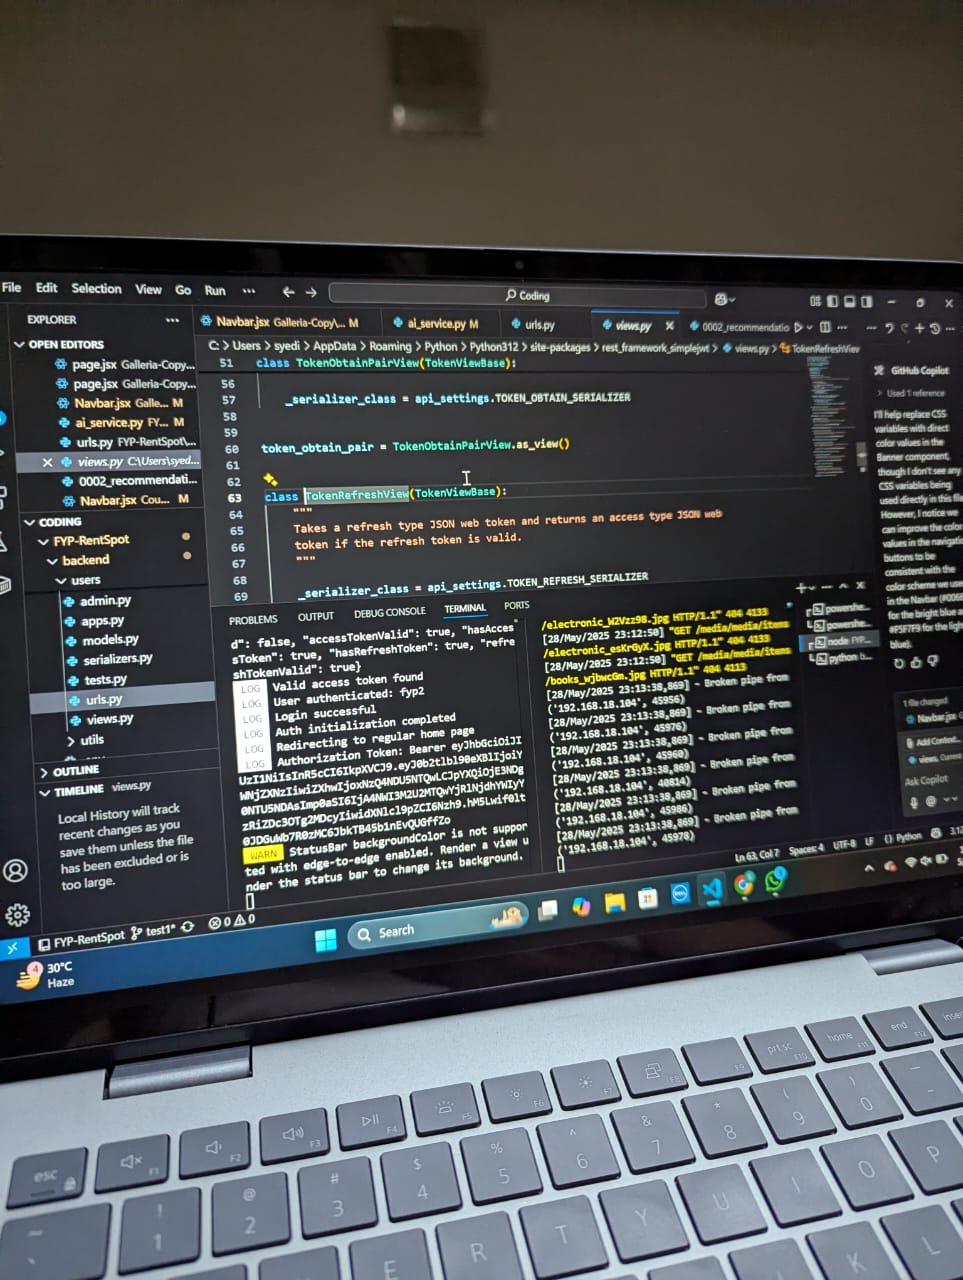 File Edit Selection View Go Run ...
Coding
EXPLORER
OPEN EDITORS
page.jsx Galleria-Copy...
page.jsx Galleria-Copy...
Navbar.jsx Galle... M
ai_service.py FY... M
urls.py FYP-RentSpot\...
views.py C:\Users\syed...
0002_recommendati...
Navbar.jsx Cou... M
CODING
FYP-RentSpot
backend
users
admin.py
apps.py
models.py
serializers.py
tests.py
urls.py
views.py
utils
OUTLINE
TIMELINE views.py
Local History will track
recent changes as you
save them unless the file
has been excluded or is
too large.
Navbar.jsx Galleria-Copy\... M
ai_service.py M
urls.py
views.py
0002_recommendatio
C: > Users > syedi > AppData > Roaming > Python > Python312 > site-packages > rest_framework_simplejwt > views.py > TokenRefreshView
51 class TokenObtainPairView(TokenViewBase):
56
57 _serializer_class = api_settings.TOKEN_OBTAIN_SERIALIZER
58
59
60 token_obtain_pair = TokenObtainPairView.as_view()
61
62
63 class TokenRefreshView(TokenViewBase):
64 """
65 Takes a refresh type JSON web token and returns an access type JSON web
66 token if the refresh token is valid.
67 """
68
69 _serializer_class = api_settings.TOKEN_REFRESH_SERIALIZER
PROBLEMS OUTPUT DEBUG CONSOLE TERMINAL PORTS
d": false, "accessTokenValid": true, "hasAcces
sToken": true, "hasRefreshToken": true, "refre
shTokenValid": true}
LOG Valid access token found
LOG User authenticated: fyp2
LOG Login successful
LOG Auth initialization completed
LOG Redirecting to regular home page
LOG Authorization Token: Bearer
WARN StatusBar backgroundColor is not suppor
ted with edge-to-edge enabled. Render a view u
nder the status bar to change its background.
/electronic_W2Vzz98.jpg HTTP/1.1" 404 4133
[28/May/2025 23:12:50] "GET /media/media/items
/electronic_esKrGyX.jpg HTTP/1.1" 404 4133
[28/May/2025 23:12:50] "GET /media/media/items
/books_wjbwcGm.jpg HTTP/1.1" 404 4113
[28/May/2025 23:13:38,869] - Broken pipe from
('192.168.18.104', 45956)
[28/May/2025 23:13:38,869] - Broken pipe from
('192.168.18.104', 45976)
[28/May/2025 23:13:38,869] - Broken pipe from
('192.168.18.104', 45960)
[28/May/2025 23:13:38,869] - Broken pipe from
('192.168.18.104', 40814)
[28/May/2025 23:13:38,869] - Broken pipe from
('192.168.18.104', 45986)
[28/May/2025 23:13:38,869] - Broken pipe from
('192.168.18.104', 45978)
powershe...
powershe...
node FYP...
python b...
GitHub Copilot
Used 1 reference
I'll help replace CSS
variables with direct
color values in the
Banner component,
though I don't see any
CSS variables being
used directly in this file
However, I notice we
can improve the color
values in the navigatio
buttons to be
consistent with the
color scheme we use
in the Navbar
for the bright blue a
#F5F7F9 for the ligh
blue).
1 file changed
Navbar.jsx
Add Context...
views. Current
Ask Copilot
FYP-RentSpot test1* 0 0
Ln 63, Col 7 Spaces: 4 UTF-8 LF Python 3.12
30°C
Haze
4
Search
DELL
esc F1 F2 F3 F4 F5 F6 F7 F8 F9 prt sc F10 home F11 end F12 inser
~ ` ! 1 @ 2 # 3 $ 4 % 5 ^ 6 & 7 * 8 ( 9 ) 0 _ -
E R T Y U I O P
K L